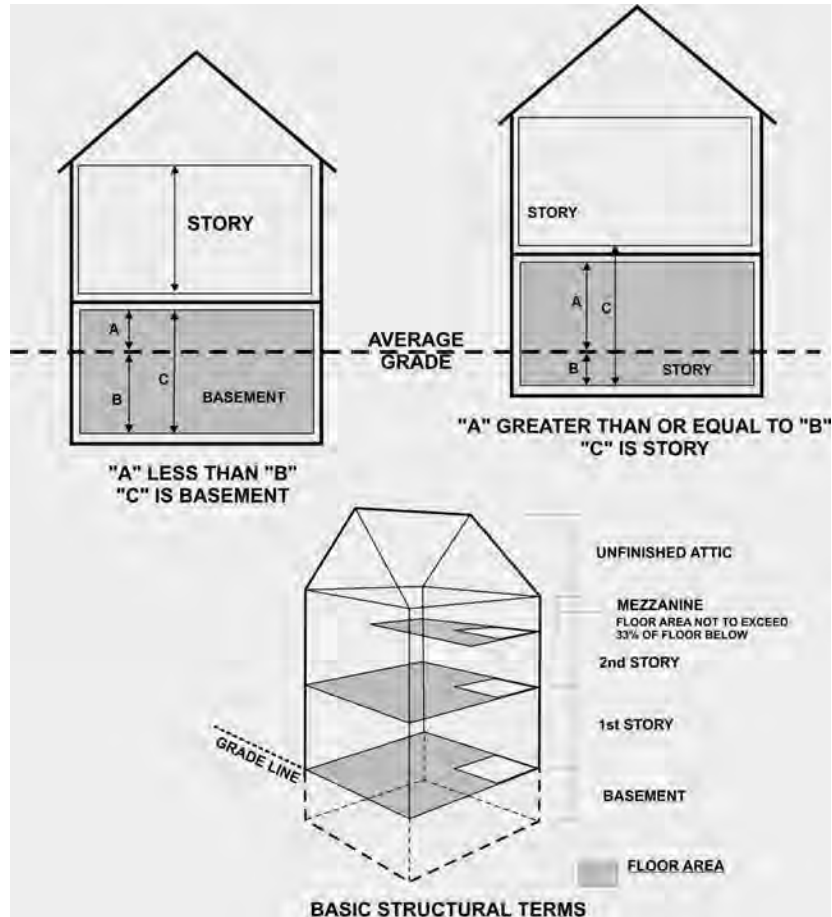 STORY
A
B
C
BASEMENT
"A" LESS THAN "B"
"C" IS BASEMENT
AVERAGE
GRADE
STORY
A
C
B
STORY
"A" GREATER THAN OR EQUAL TO "B"
"C" IS STORY
UNFINISHED ATTIC
MEZZANINE
FLOOR AREA NOT TO EXCEED
33% OF FLOOR BELOW
2nd STORY
1st STORY
GRADE LINE
BASEMENT
FLOOR AREA
BASIC STRUCTURAL TERMS